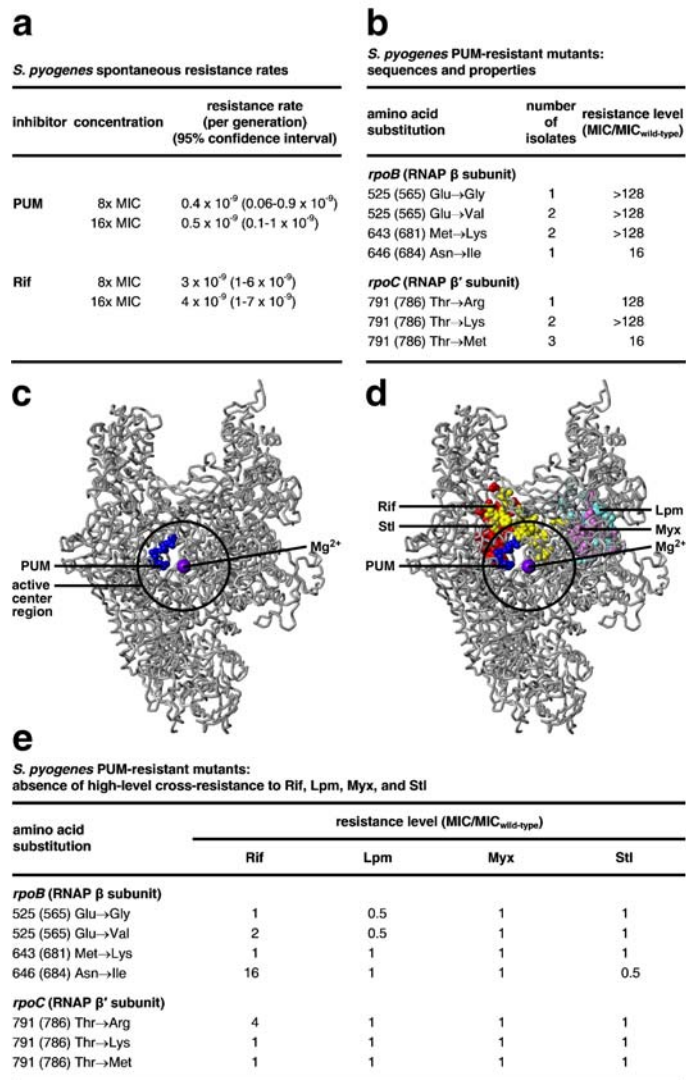 a
S. pyogenes spontaneous resistance rates
inhibitor concentration resistance rate
(per generation)
(95% confidence interval)
PUM 8x MIC 0.4 x 10⁻⁹ (0.06-0.9 x 10⁻⁹)
16x MIC 0.5 x 10⁻⁹ (0.1-1 x 10⁻⁹)
Rif 8x MIC 3 x 10⁻⁹ (1-6 x 10⁻⁹)
16x MIC 4 x 10⁻⁹ (1-7 x 10⁻⁹)
b
S. pyogenes PUM-resistant mutants:
sequences and properties
amino acid
substitution
number
of
isolates
resistance level
(MIC/MICwild-type)
rpoB (RNAP β subunit)
525 (565) Glu→Gly 1 >128
525 (565) Glu→Val 2 >128
643 (681) Met→Lys 2 >128
646 (684) Asn→Ile 1 16
rpoC (RNAP β′ subunit)
791 (786) Thr→Arg 1 128
791 (786) Thr→Lys 2 >128
791 (786) Thr→Met 3 16
c
PUM
active
center
region
Mg²⁺
d
Rif
Stl
PUM
Lpm
Myx
Mg²⁺
e
S. pyogenes PUM-resistant mutants:
absence of high-level cross-resistance to Rif, Lpm, Myx, and Stl
amino acid
substitution
resistance level (MIC/MICwild-type)
Rif Lpm Myx Stl
rpoB (RNAP β subunit)
525 (565) Glu→Gly 1 0.5 1 1
525 (565) Glu→Val 2 0.5 1 1
643 (681) Met→Lys 1 1 1 1
646 (684) Asn→Ile 16 1 1 0.5
rpoC (RNAP β′ subunit)
791 (786) Thr→Arg 4 1 1 1
791 (786) Thr→Lys 1 1 1 1
791 (786) Thr→Met 1 1 1 1